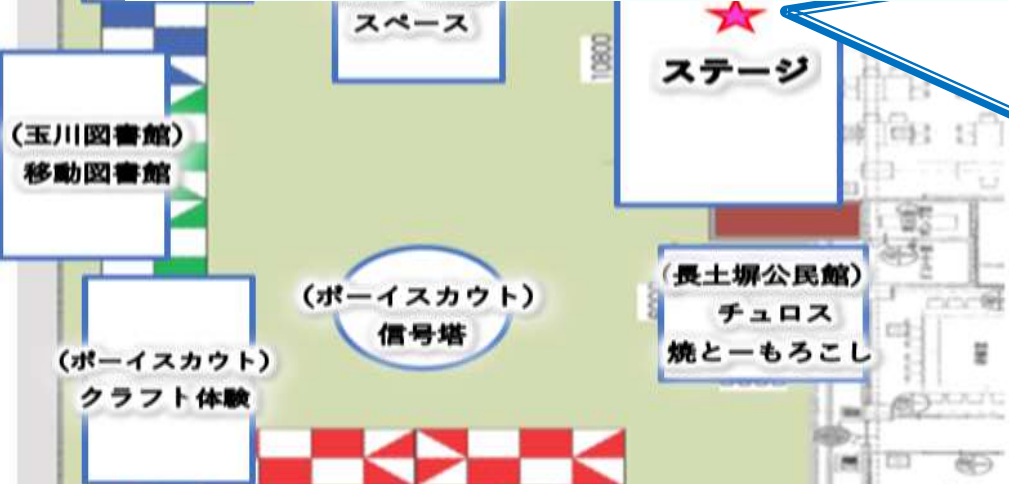 スペース
10800
ステージ
(玉川図書館)
移動図書館
(ボーイスカウト)
信号塔
(長土塀公民館)
チュロス
焼とーもろこし
(ボーイスカウト)
クラフト体験